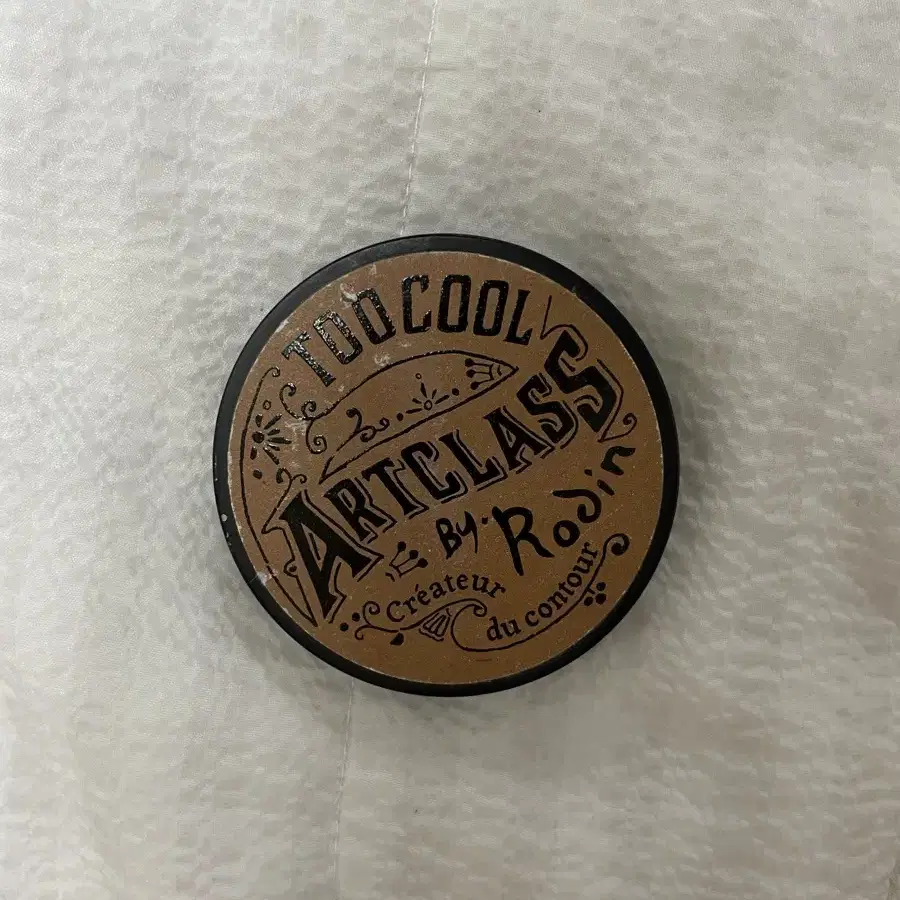 TOO COOL
ARTCLASS
By. Rodin
Créateur
du contour